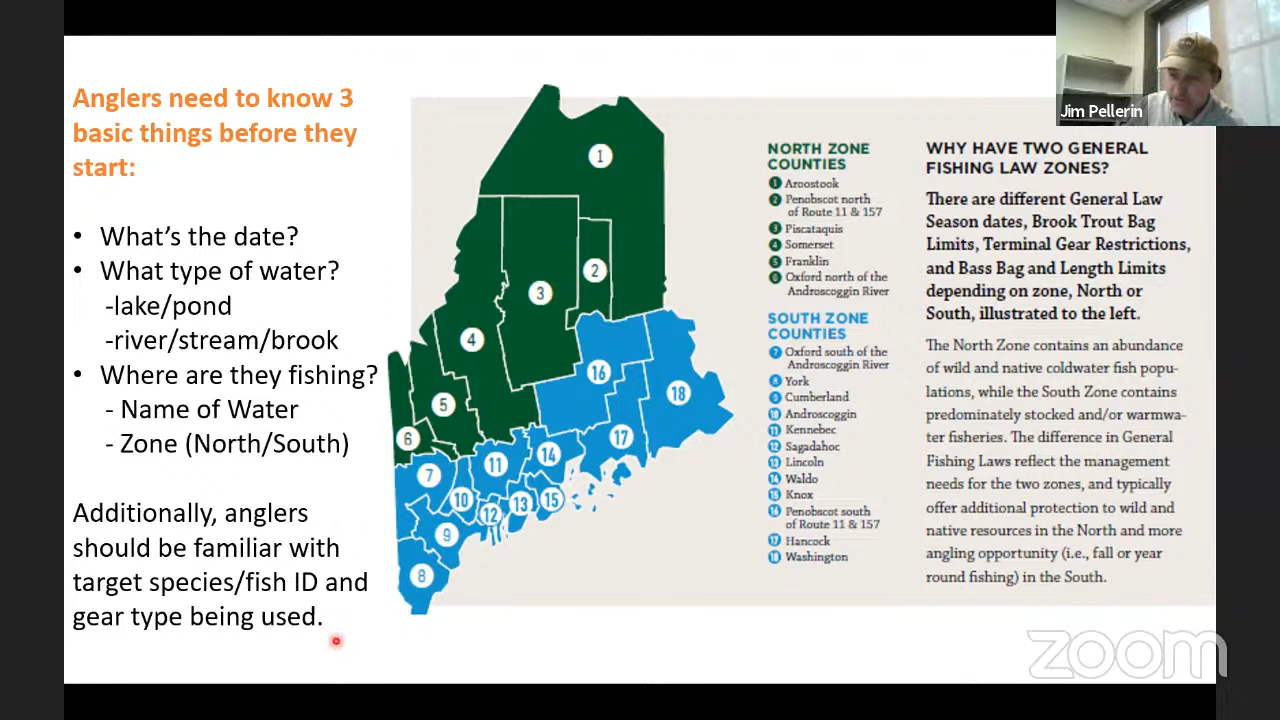 Anglers need to know 3
basic things before they
start:
• What's the date?
• What type of water?
-lake/pond
-river/stream/brook
• Where are they fishing?
- Name of Water
- Zone (North/South)
Additionally, anglers
should be familiar with
target species/fish ID and
gear type being used.
1
2
3
4
5
6
7
8
9
10
11
12
13
14
15
16
17
18
NORTH ZONE
COUNTIES
1 Aroostook
2 Penobscot north
of Route 11 & 157
3 Piscataquis
4 Somerset
5 Franklin
6 Oxford north of the
Androscoggin River
SOUTH ZONE
COUNTIES
7 Oxford south of the
Androscoggin River
8 York
9 Cumberland
10 Androscoggin
11 Kennebec
12 Sagadahoc
13 Lincoln
14 Waldo
15 Knox
16 Penobscot south
of Route 11 & 157
17 Hancock
18 Washington
WHY HAVE TWO GENERAL
FISHING LAW ZONES?
There are different General Law
Season dates, Brook Trout Bag
Limits, Terminal Gear Restrictions,
and Bass Bag and Length Limits
depending on zone, North or
South, illustrated to the left.
The North Zone contains an abundance
of wild and native coldwater fish popu-
lations, while the South Zone contains
predominately stocked and/or warmwa-
ter fisheries. The difference in General
Fishing Laws reflect the management
needs for the two zones, and typically
offer additional protection to wild and
native resources in the North and more
angling opportunity (i.e., fall or year
round fishing) in the South.
Jim Pellerin
zoom